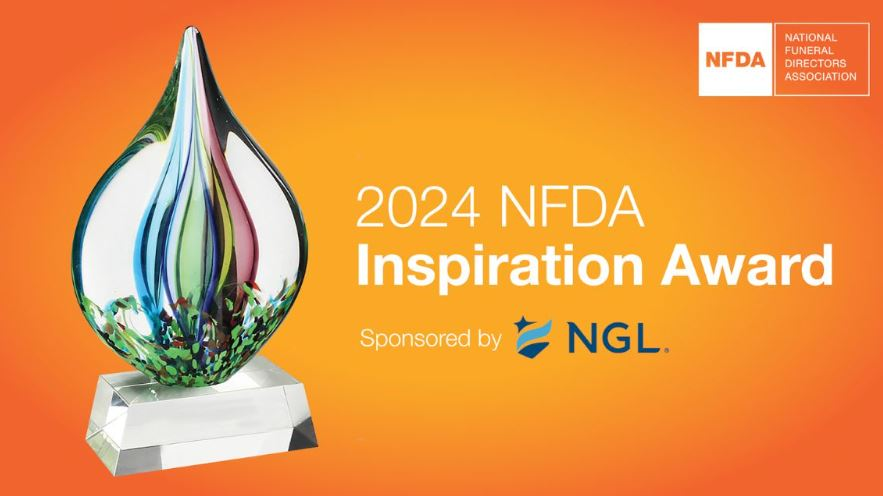 NFDA
NATIONAL
FUNERAL
DIRECTORS
ASSOCIATION
2024 NFDA
Inspiration Award
Sponsored by NGL®